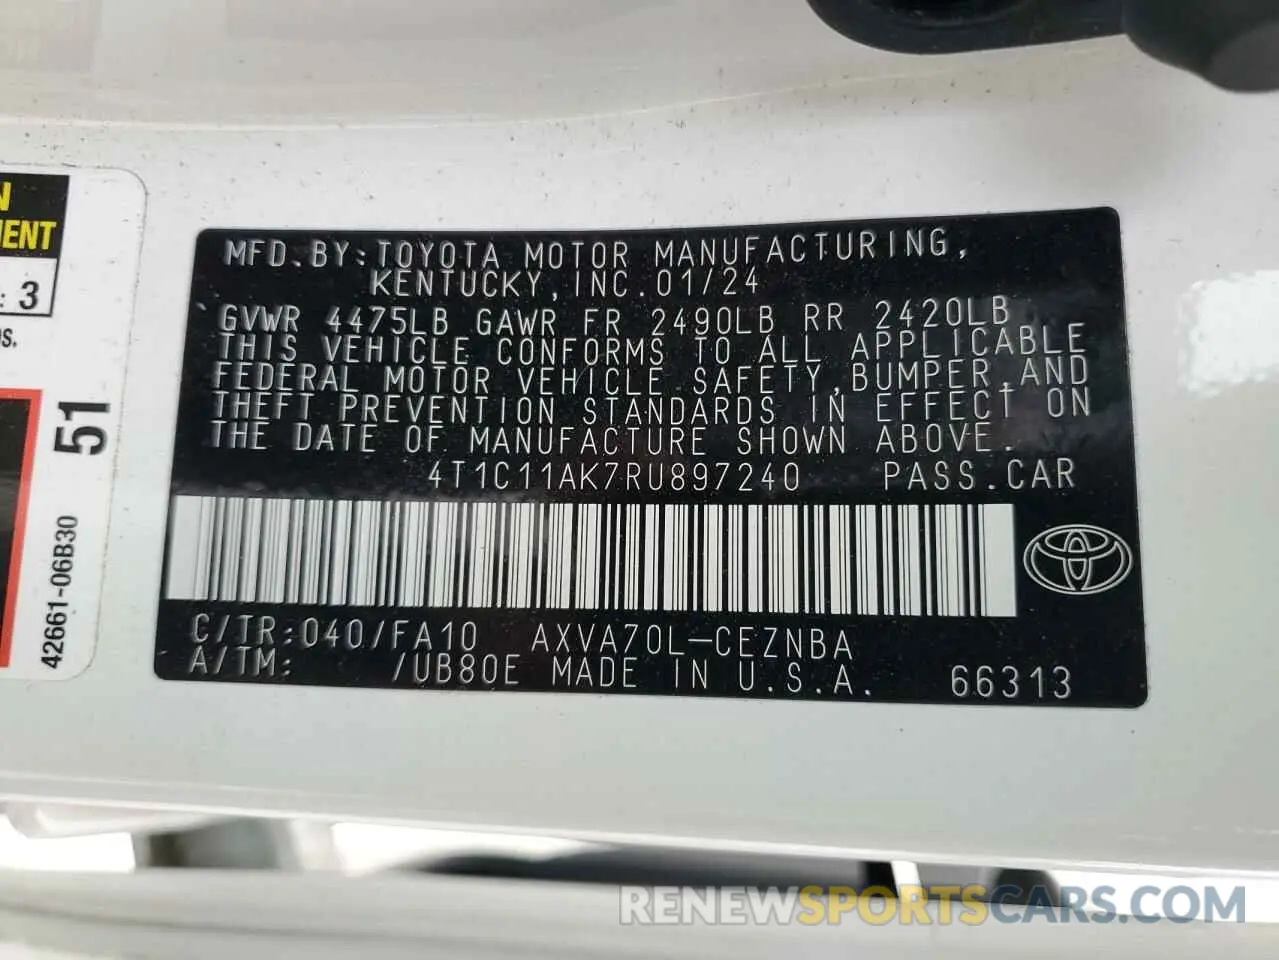 N
MENT
: 3
S.
51
42661-06B30
MFD.BY:TOYOTA MOTOR MANUFACTURING,
KENTUCKY,INC.01/24
GVWR 4475LB GAWR FR 2490LB RR 2420LB
THIS VEHICLE CONFORMS TO ALL APPLICABLE
FEDERAL MOTOR VEHICLE SAFETY,BUMPER,AND
THEFT PREVENTION STANDARDS IN EFFECT ON
THE DATE OF MANUFACTURE SHOWN ABOVE.
4T1C11AK7RU897240 PASS.CAR
C/TR:040/FA10 AXVA70L-CEZNBA
A/TM: /UB80E MADE IN U.S.A. 66313
RENEWSPORTSCARS.COM